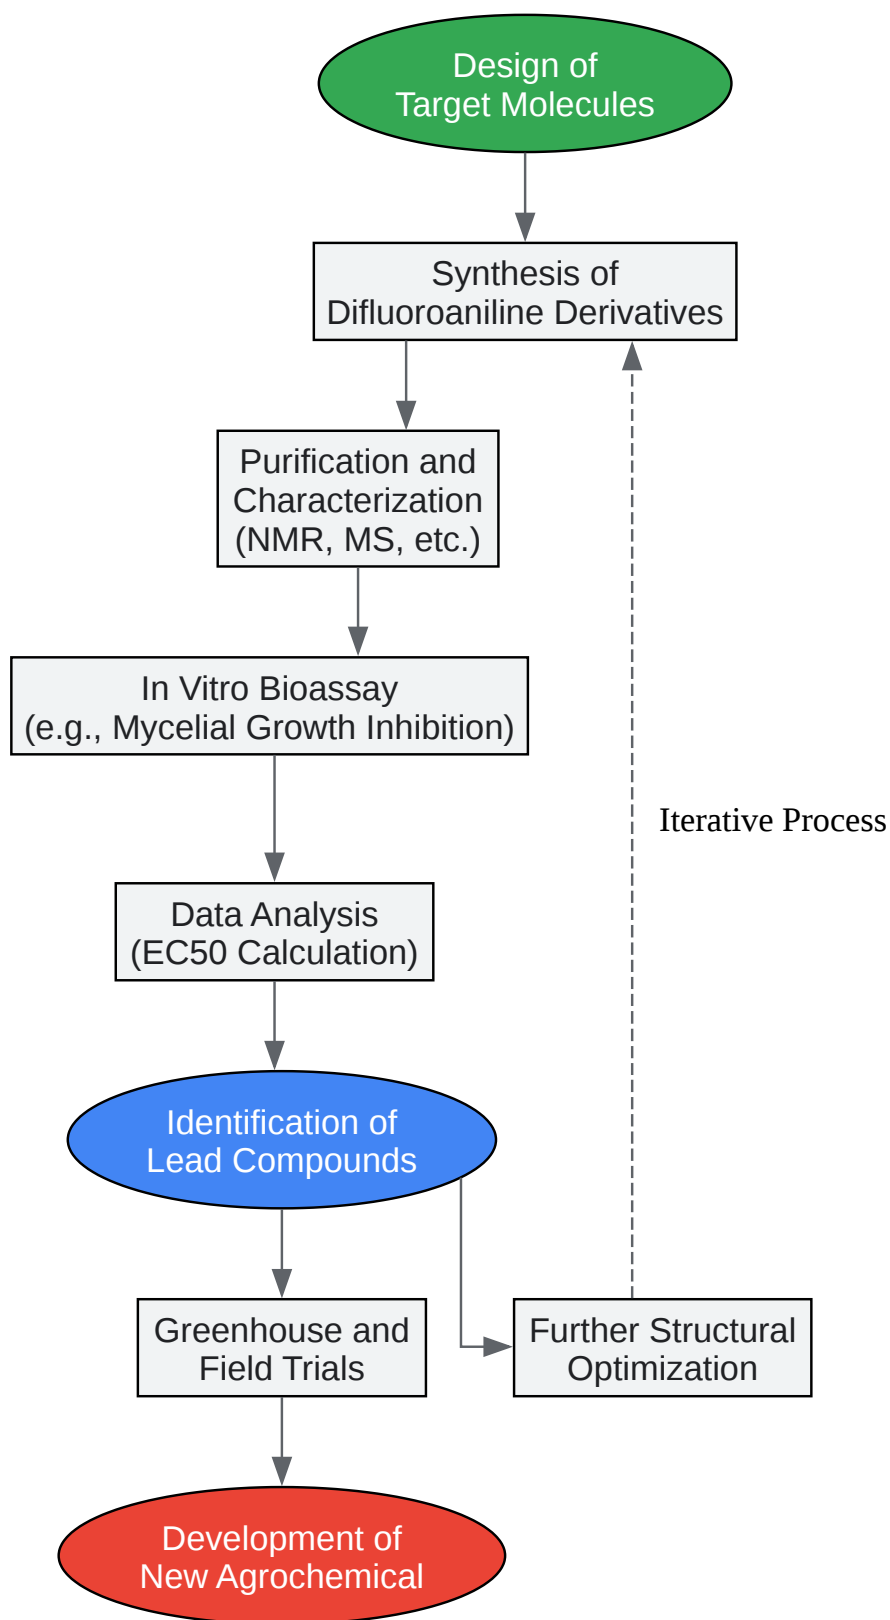 Design of
Target Molecules
Synthesis of
Difluoroaniline Derivatives
Purification and
Characterization
(NMR, MS, etc.)
In Vitro Bioassay
(e.g., Mycelial Growth Inhibition)
Iterative Process
Data Analysis
(EC50 Calculation)
Identification of
Lead Compounds
Greenhouse and
Field Trials
Further Structural
Optimization
Development of
New Agrochemical